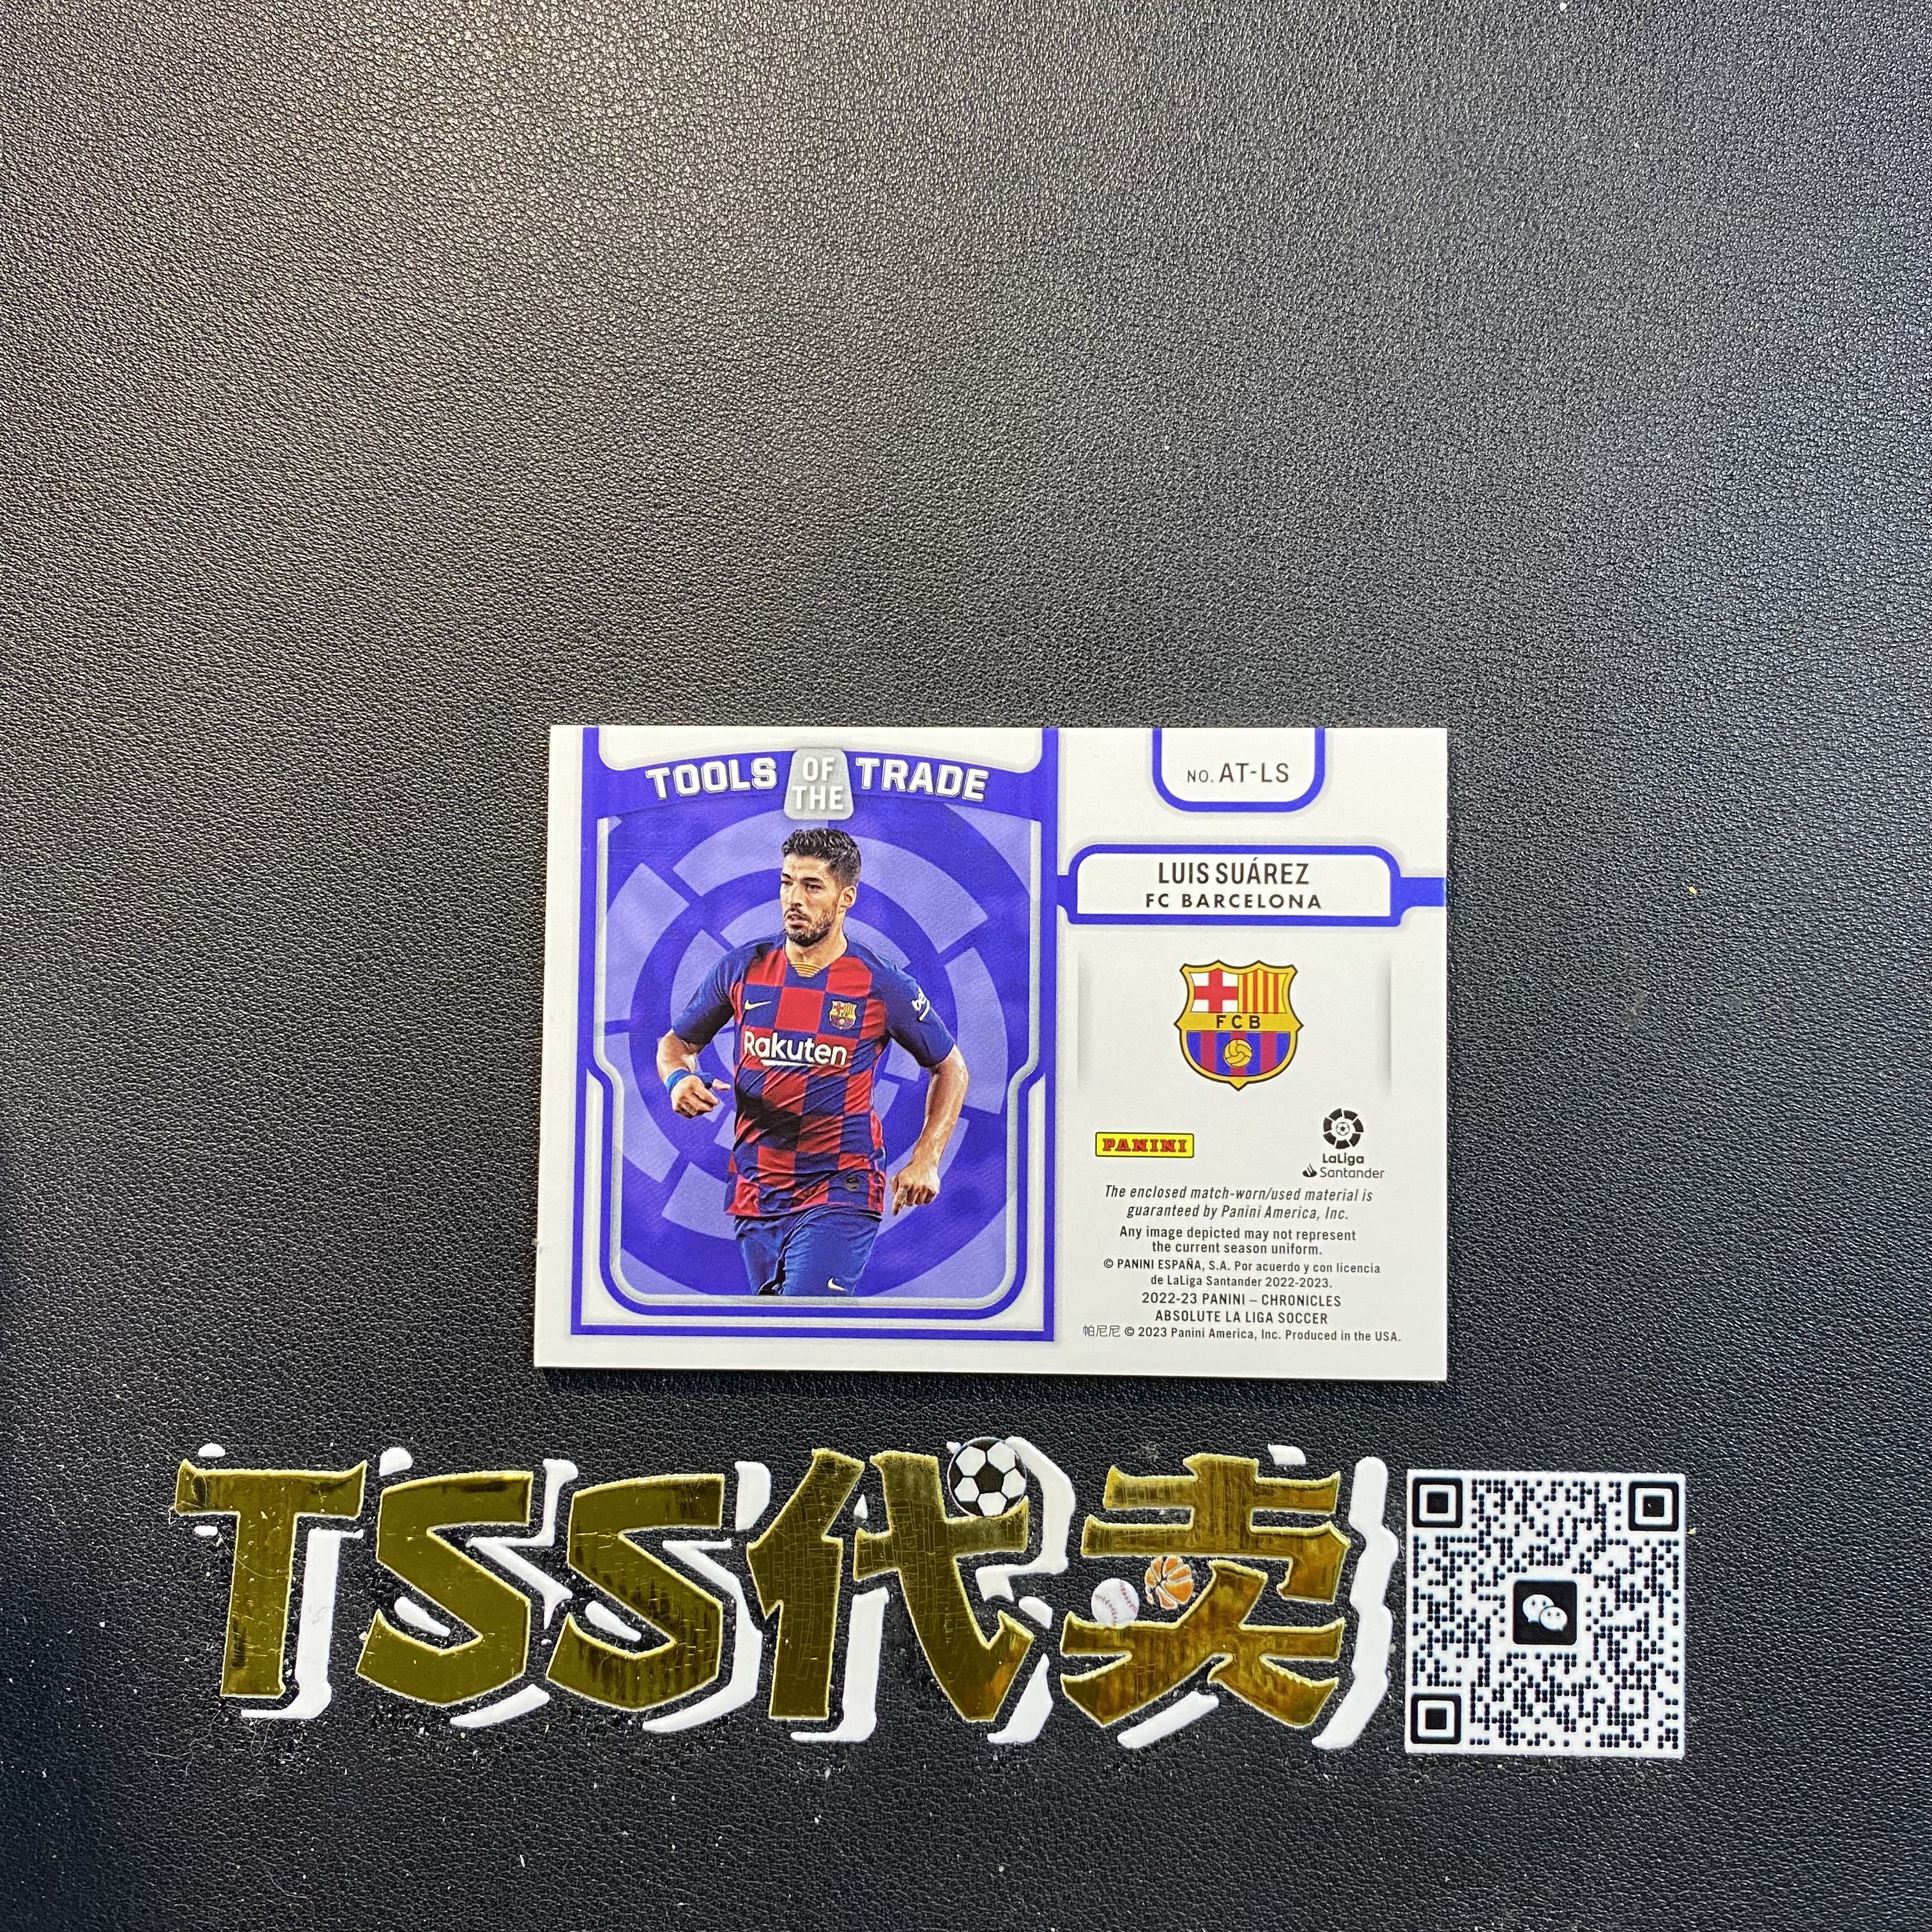 TOOLS OF THE TRADE
NO. AT-LS
LUIS SUÁREZ
FC BARCELONA
beko
Rakuten
FCB
PANINI
LaLiga
Santander
The enclosed match-worn/used material is
guaranteed by Panini America, Inc.
Any image depicted may not represent
the current season uniform.
© PANINI ESPAÑA, S.A. Por acuerdo y con licencia
de LaLiga Santander 2022-2023.
2022-23 PANINI – CHRONICLES
ABSOLUTE LA LIGA SOCCER
帕尼尼 © 2023 Panini America, Inc. Produced in the USA.
TSS代卖